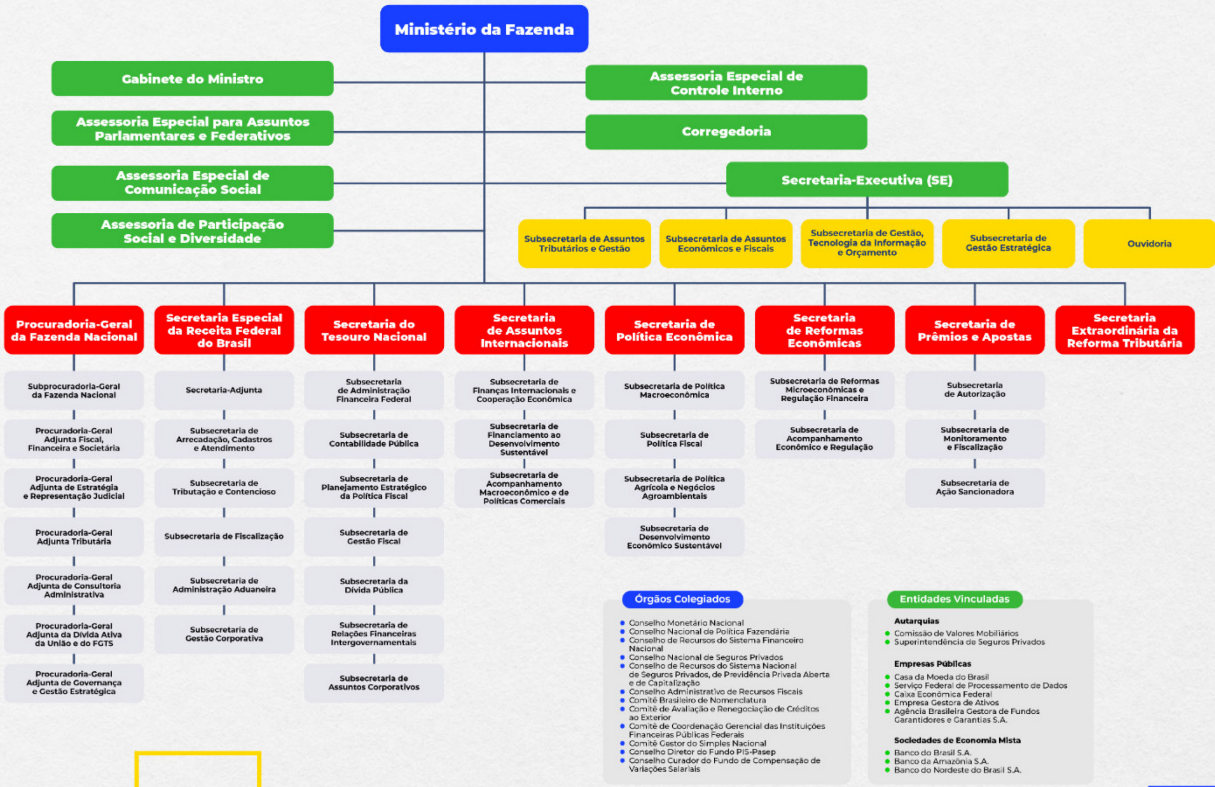 Ministério da Fazenda
Gabinete do Ministro
Assessoria Especial de
Controle Interno
Assessoria Especial para Assuntos
Parlamentares e Federativos
Corregedoria
Assessoria Especial de
Comunicação Social
Secretaria-Executiva (SE)
Assessoria de Participação
Social e Diversidade
Subsecretaria de Assuntos
Tributários e Gestão
Subsecretaria de Assuntos
Econômicos e Fiscais
Subsecretaria de Gestão,
Tecnologia da Informação
e Orçamento
Subsecretaria de
Gestão Estratégica
Ouvidoria
Procuradoria-Geral
da Fazenda Nacional
Subprocuradoria-Geral
da Fazenda Nacional
Procuradoria-Geral
Adjunta Fiscal,
Financeira e Societária
Procuradoria-Geral
Adjunta de Estratégia
e Representação Judicial
Procuradoria-Geral
Adjunta Tributária
Procuradoria-Geral
Adjunta de Consultoria
Administrativa
Procuradoria-Geral
Adjunta da Dívida Ativa
da União e do FGTS
Procuradoria-Geral
Adjunta de Governança
e Gestão Estratégica
Secretaria Especial
da Receita Federal
do Brasil
Secretaria-Adjunta
Subsecretaria de
Arrecadação, Cadastros
e Atendimento
Subsecretaria de
Tributação e Contencioso
Subsecretaria de Fiscalização
Subsecretaria de
Administração Aduaneira
Subsecretaria de
Gestão Corporativa
Secretaria do
Tesouro Nacional
Subsecretaria
de Administração
Financeira Federal
Subsecretaria de
Contabilidade Pública
Subsecretaria de
Planejamento Estratégico
da Política Fiscal
Subsecretaria de
Gestão Fiscal
Subsecretaria da
Dívida Pública
Subsecretaria de
Relações Financeiras
Intergovernamentais
Subsecretaria de
Assuntos Corporativos
Secretaria
de Assuntos
Internacionais
Subsecretaria de
Finanças Internacionais e
Cooperação Econômica
Subsecretaria de
Financiamento ao
Desenvolvimento
Sustentável
Subsecretaria de
Acompanhamento
Macroeconômico e de
Políticas Comerciais
Secretaria de
Política Econômica
Subsecretaria de Política
Macroeconômica
Subsecretaria de
Política Fiscal
Subsecretaria de Política
Agrícola e Negócios
Agroambientais
Subsecretaria de
Desenvolvimento
Econômico Sustentável
Secretaria
de Reformas
Econômicas
Subsecretaria de Reformas
Microeconômicas e
Regulação Financeira
Subsecretaria de
Acompanhamento
Econômico e Regulação
Secretaria de
Prêmios e Apostas
Subsecretaria
de Autorização
Subsecretaria de
Monitoramento
e Fiscalização
Subsecretaria de
Ação Sancionadora
Secretaria
Extraordinária da
Reforma Tributária
Órgãos Colegiados
Conselho Monetário Nacional
Conselho Nacional de Política Fazendária
Conselho de Recursos do Sistema Financeiro
Nacional
Conselho Nacional de Seguros Privados
Conselho de Recursos do Sistema Nacional
de Seguros Privados, de Previdência Privada Aberta
e de Capitalização
Conselho Administrativo de Recursos Fiscais
Comitê Brasileiro de Nomenclatura
Comitê de Avaliação e Renegociação de Créditos
ao Exterior
Comitê de Coordenação Gerencial das Instituições
Financeiras Públicas Federais
Comitê Gestor do Simples Nacional
Conselho Diretor do Fundo PIS-Pasep
Conselho Curador do Fundo de Compensação de
Variações Salariais
Entidades Vinculadas
Autarquias
Comissão de Valores Mobiliários
Superintendência de Seguros Privados
Empresas Públicas
Casa da Moeda do Brasil
Serviço Federal de Processamento de Dados
Caixa Econômica Federal
Empresa Gestora de Ativos
Agência Brasileira Gestora de Fundos
Garantidores e Garantias S.A.
Sociedades de Economia Mista
Banco do Brasil S.A.
Banco da Amazônia S.A.
Banco do Nordeste do Brasil S.A.